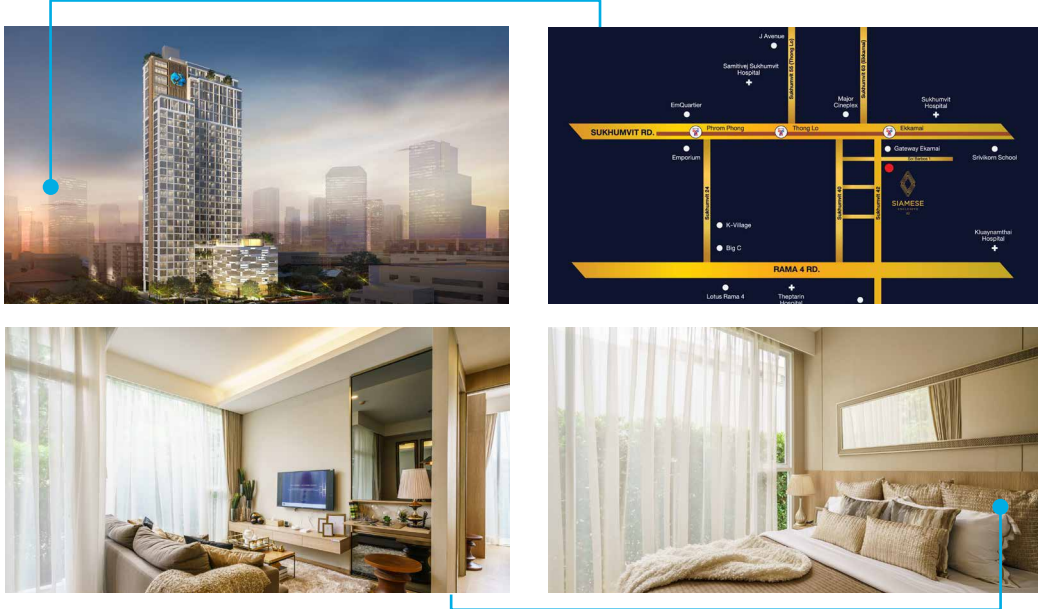 J Avenue
Samitivej Sukhumvit
Hospital
Sukhumvit 55 (Thong Lo)
Sukhumvit 63 (Ekkamai)
EmQuartier
Major
Cineplex
Sukhumvit
Hospital
SUKHUMVIT RD.
Phrom Phong
Thong Lo
Ekkamai
Emporium
Gateway Ekamai
Srivikorn School
Sukhumvit 24
Sukhumvit 40
Sukhumvit 42
SIAMESE
K-Village
Big C
Kluaynamthai
Hospital
RAMA 4 RD.
Lotus Rama 4
Theptarin
Hospital